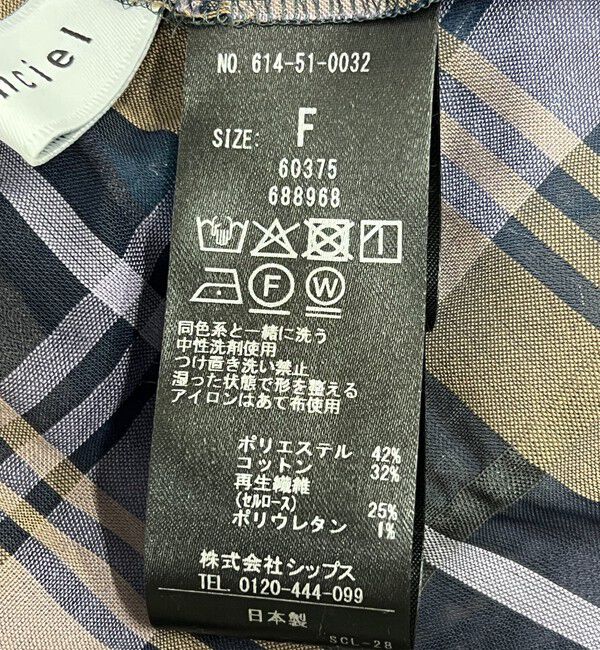 nciel
NO. 614-51-0032
SIZE: F
60375
688968
F W
同色系と一緒に洗う
中性洗剤使用
つけ置き洗い禁止
湿った状態で形を整える
アイロンはあて布使用
ポリエステル 42%
コットン 32%
再生繊維
(セルロース) 25%
ポリウレタン 1%
株式会社シップス
TEL. 0120-444-099
日本製
SCL-28